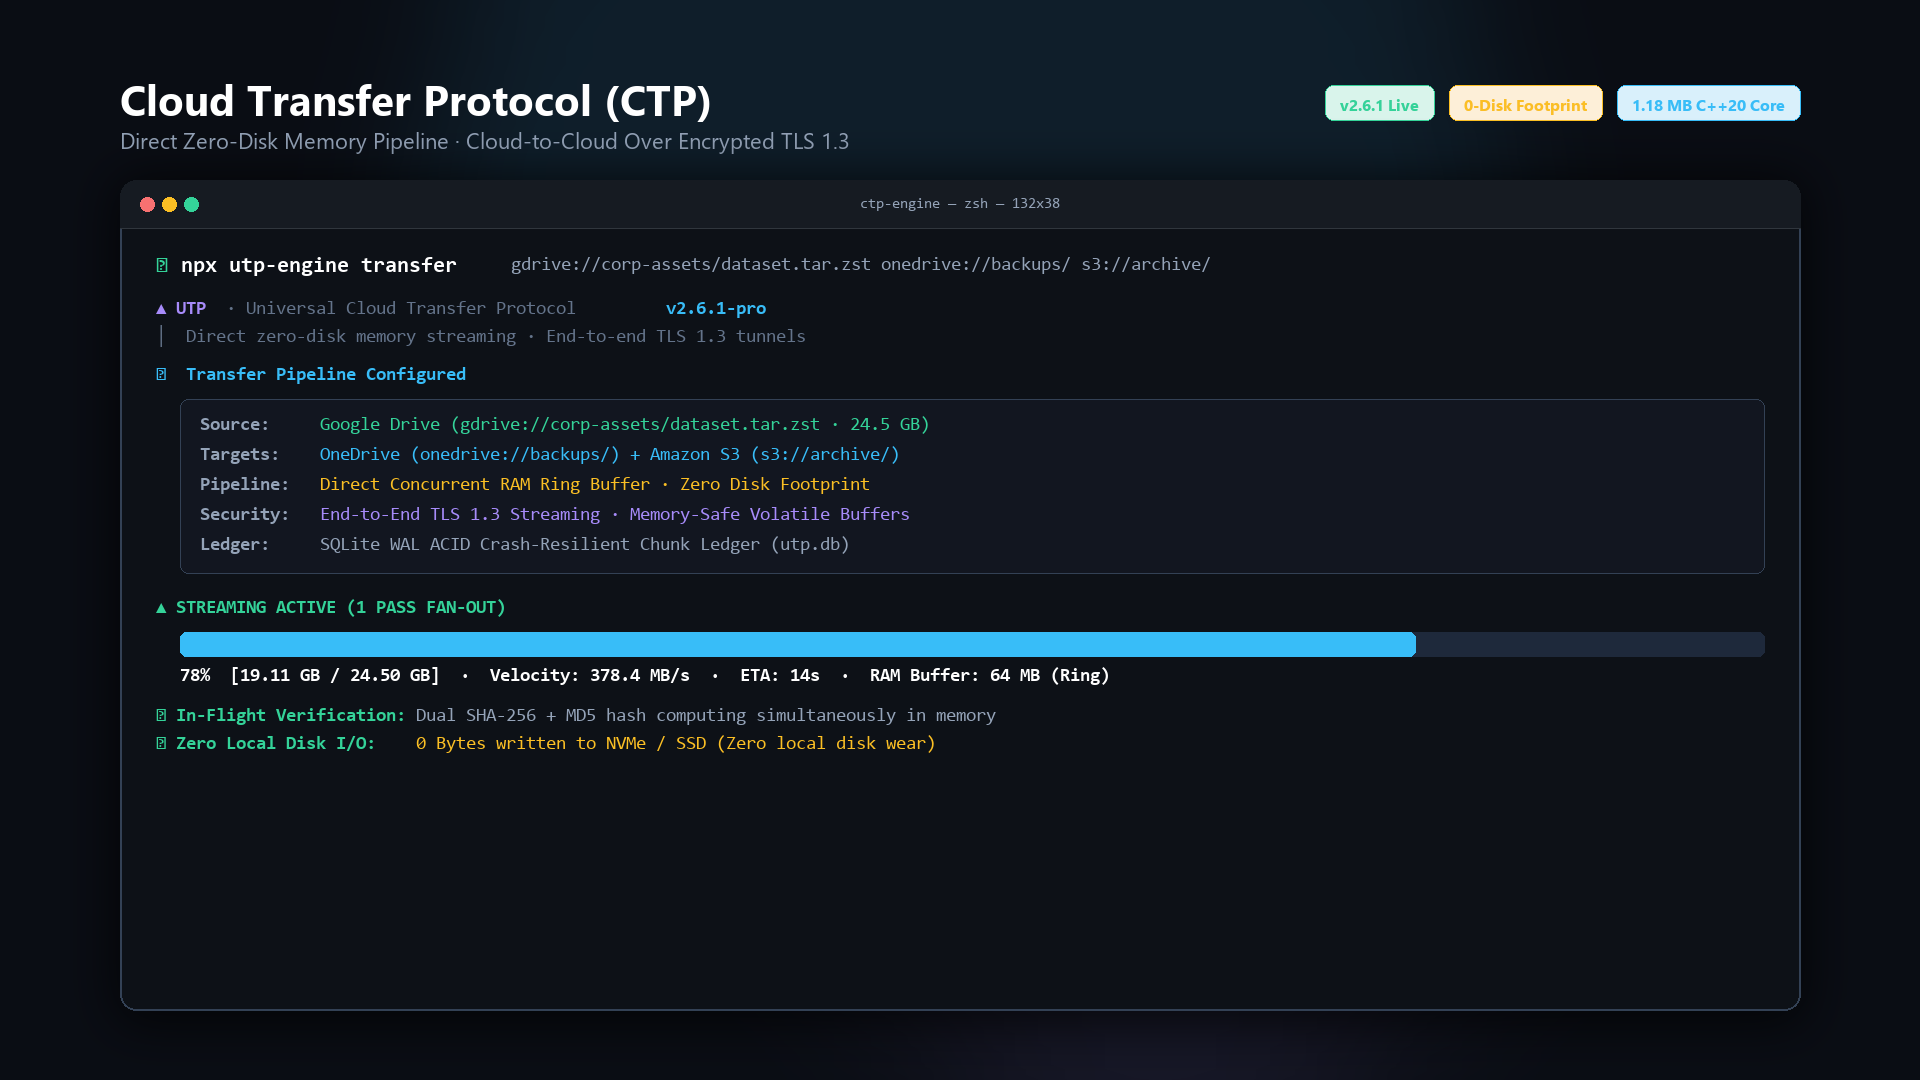 Cloud Transfer Protocol (CTP)
v2.6.1 Live
0-Disk Footprint
1.18 MB C++20 Core
Direct Zero-Disk Memory Pipeline · Cloud-to-Cloud Over Encrypted TLS 1.3
ctp-engine — zsh — 132x38
npx utp-engine transfer gdrive://corp-assets/dataset.tar.zst onedrive://backups/ s3://archive/
▲ UTP · Universal Cloud Transfer Protocol v2.6.1-pro
│ Direct zero-disk memory streaming · End-to-end TLS 1.3 tunnels
Transfer Pipeline Configured
Source: Google Drive (gdrive://corp-assets/dataset.tar.zst · 24.5 GB)
Targets: OneDrive (onedrive://backups/) + Amazon S3 (s3://archive/)
Pipeline: Direct Concurrent RAM Ring Buffer · Zero Disk Footprint
Security: End-to-End TLS 1.3 Streaming · Memory-Safe Volatile Buffers
Ledger: SQLite WAL ACID Crash-Resilient Chunk Ledger (utp.db)
▲ STREAMING ACTIVE (1 PASS FAN-OUT)
78% [19.11 GB / 24.50 GB] • Velocity: 378.4 MB/s • ETA: 14s • RAM Buffer: 64 MB (Ring)
In-Flight Verification: Dual SHA-256 + MD5 hash computing simultaneously in memory
Zero Local Disk I/O: 0 Bytes written to NVMe / SSD (Zero local disk wear)